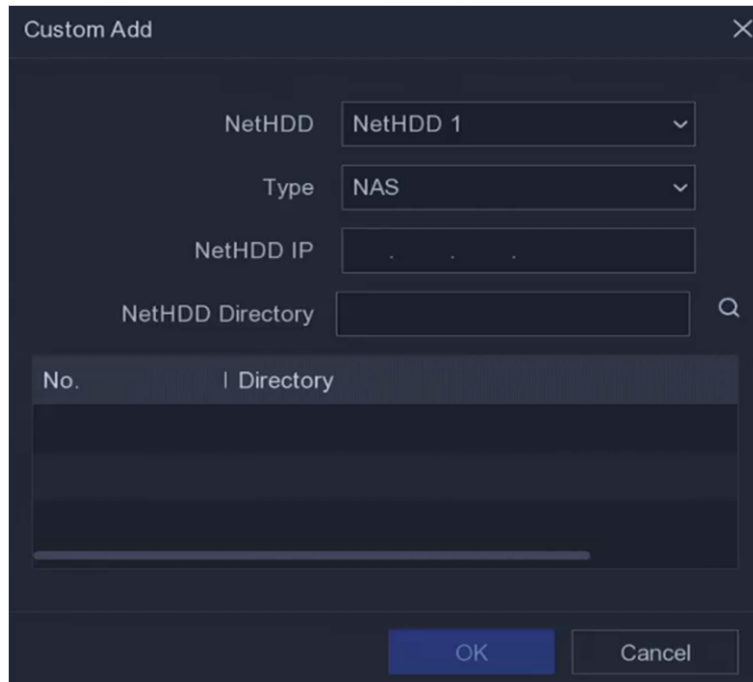 Custom Add
NetHDD NetHDD 1
Type NAS
NetHDD IP . . .
NetHDD Directory
No. Directory
OK Cancel